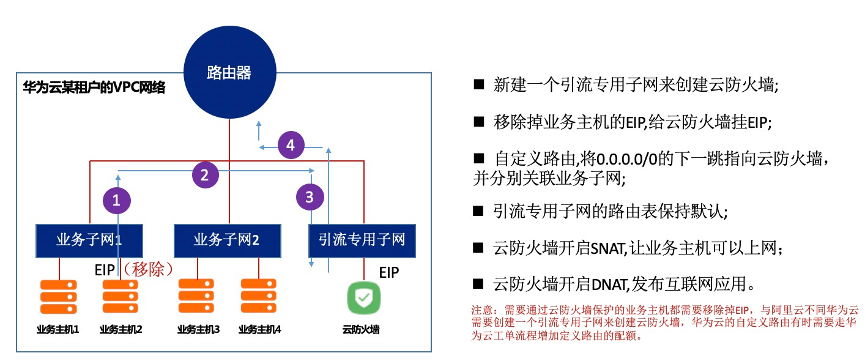 路由器
华为云某租户的VPC网络
4
2
3
1
业务子网1
业务子网2
引流专用子网
EIP（移除）
EIP
业务主机1
业务主机2
业务主机3
业务主机4
云防火墙
■ 新建一个引流专用子网来创建云防火墙;
■ 移除掉业务主机的EIP,给云防火墙挂EIP;
■ 自定义路由,将0.0.0.0/0的下一跳指向云防火墙，
并分别关联业务子网;
■ 引流专用子网的路由表保持默认;
■ 云防火墙开启SNAT,让业务主机可以上网；
■ 云防火墙开启DNAT,发布互联网应用。
注意：需要通过云防火墙保护的业务主机都需要移除掉EIP，与阿里云不同华为云
需要创建一个引流专用子网来创建云防火墙，华为云的自定义路由有时需要走华
为云工单流程增加定义路由的配额。